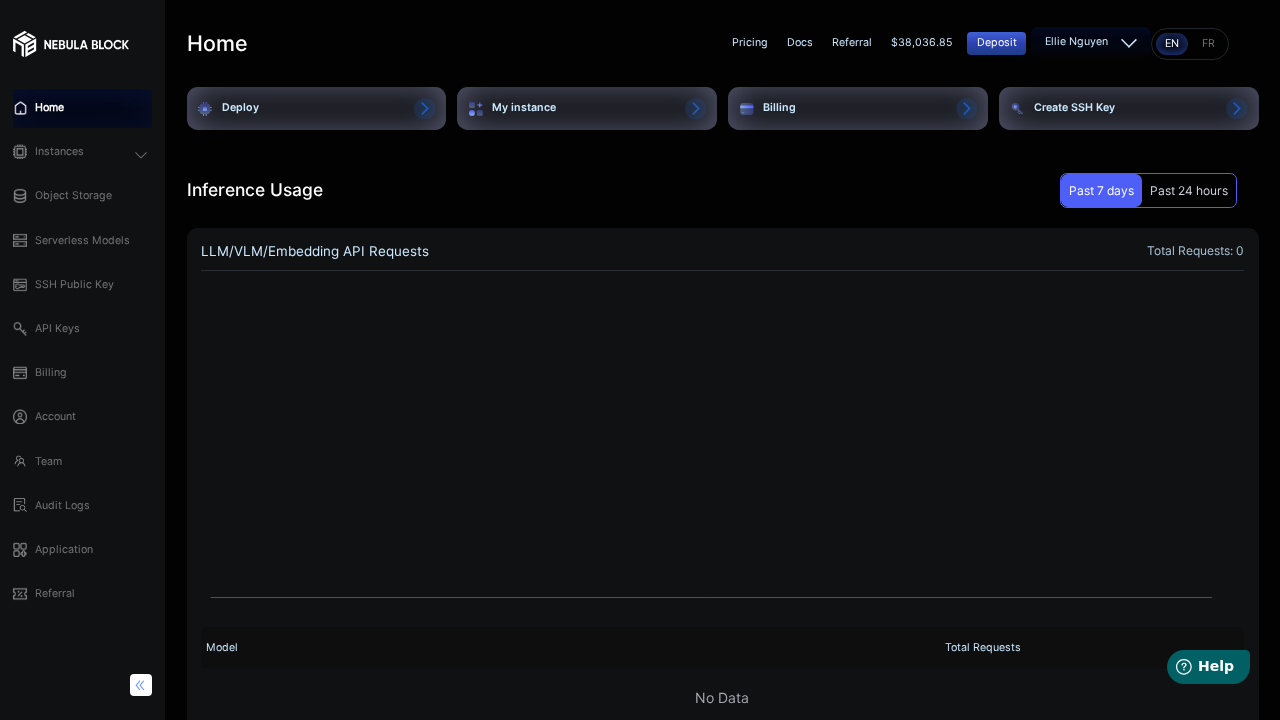 NEBULA BLOCK
Home
Instances
Object Storage
Serverless Models
SSH Public Key
API Keys
Billing
Account
Team
Audit Logs
Application
Referral
Home
Pricing
Docs
Referral
$38,036.85
Deposit
Ellie Nguyen
EN
FR
Deploy
My instance
Billing
Create SSH Key
Inference Usage
Past 7 days
Past 24 hours
LLM/VLM/Embedding API Requests
Total Requests: 0
Model
Total Requests
No Data
Help